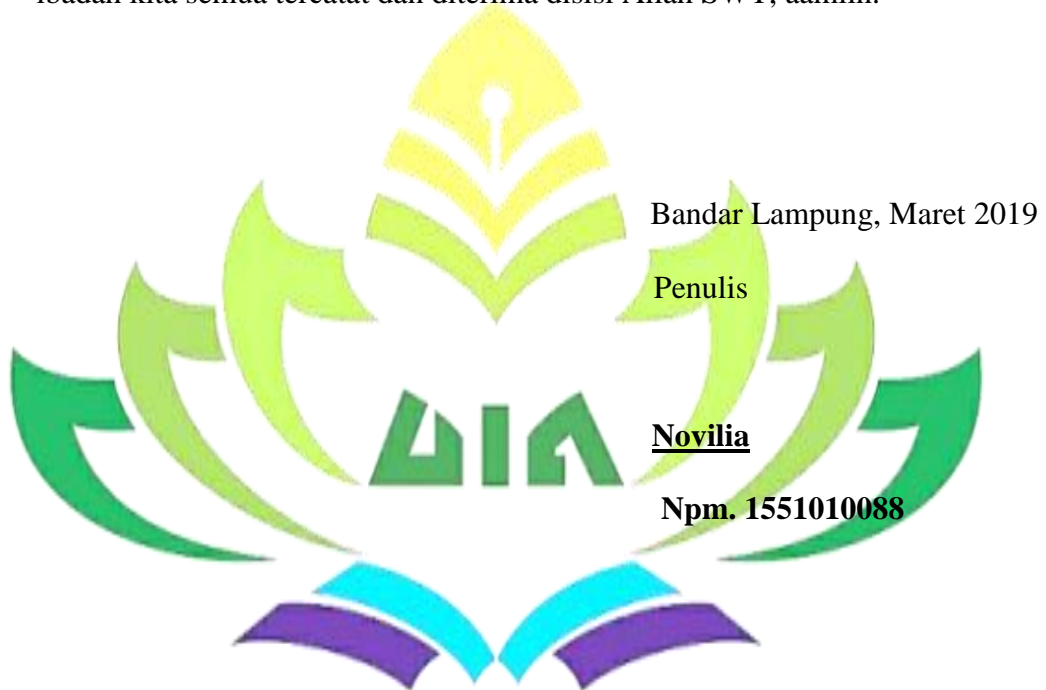 ibadah kita semua tercatat dan diterima disisi Allah SWT, aamiin.
Bandar Lampung, Maret 2019
Penulis
UIN
Novilia
Npm. 1551010088